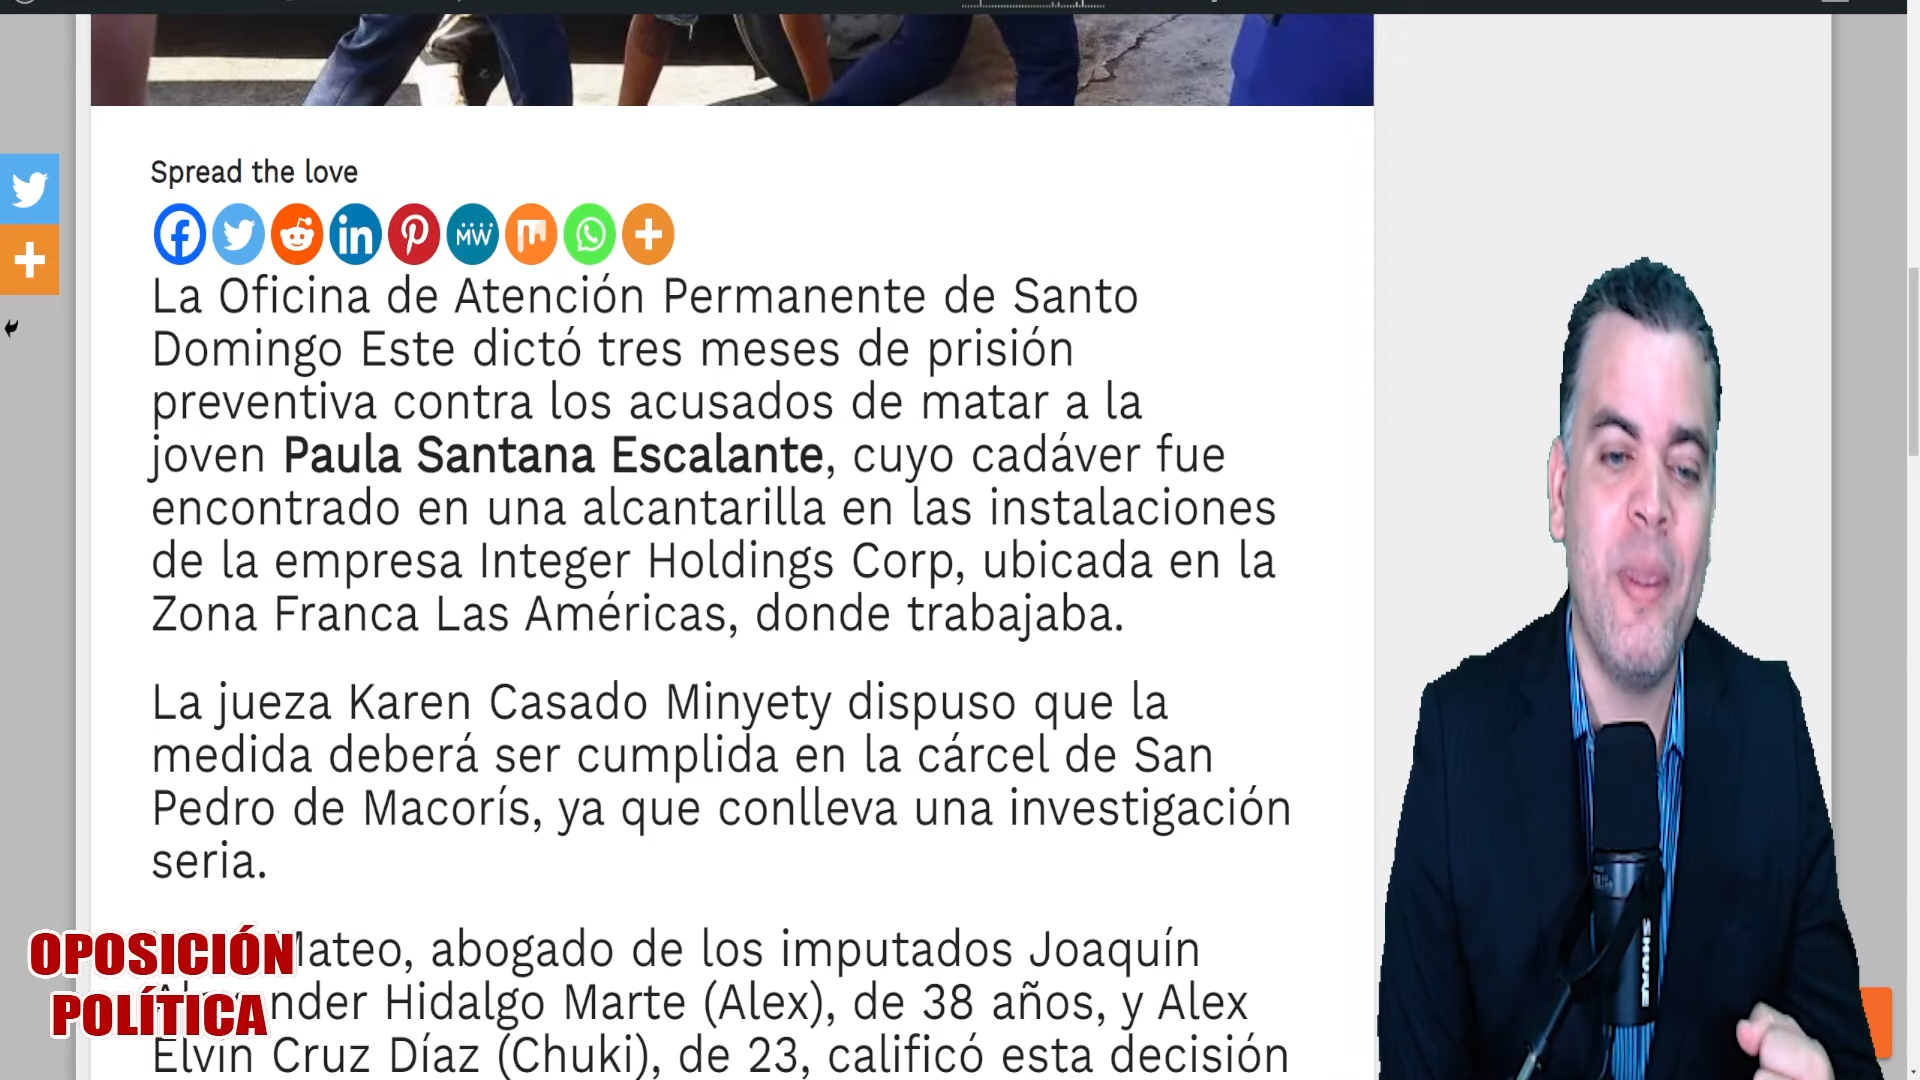 Spread the love
MW
La Oficina de Atención Permanente de Santo
Domingo Este dictó tres meses de prisión
preventiva contra los acusados de matar a la
joven Paula Santana Escalante, cuyo cadáver fue
encontrado en una alcantarilla en las instalaciones
de la empresa Integer Holdings Corp, ubicada en la
Zona Franca Las Américas, donde trabajaba.
La jueza Karen Casado Minyety dispuso que la
medida deberá ser cumplida en la cárcel de San
Pedro de Macorís, ya que conlleva una investigación
seria.
Mateo, abogado de los imputados Joaquín
Hidalgo Marte (Alex), de 38 años, y Alex
Elvin Cruz Díaz (Chuki), de 23, calificó esta decisión
OPOSICIÓN
POLÍTICA
SHURE